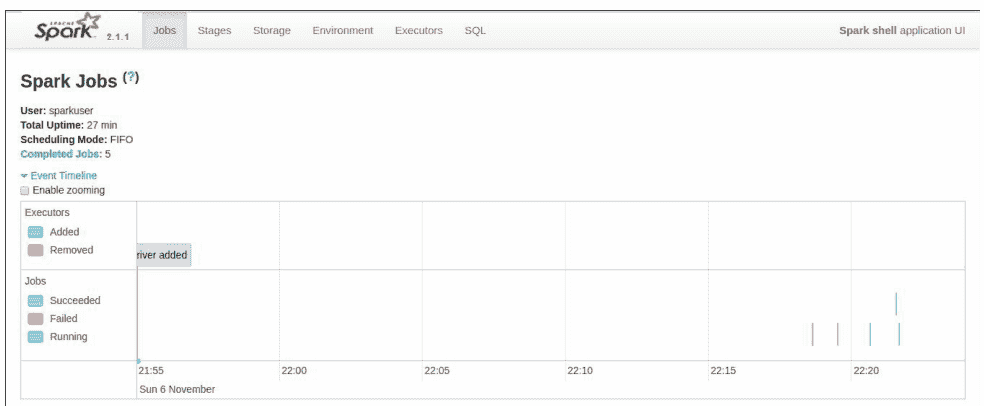 APACHE
Spark 2.1.1 Jobs Stages Storage Environment Executors SQL Spark shell application UI
Spark Jobs (?)
User: sparkuser
Total Uptime: 27 min
Scheduling Mode: FIFO
Completed Jobs: 5
Event Timeline
Enable zooming
Executors
Added
Removed
river added
Jobs
Succeeded
Failed
Running
21:55 22:00 22:05 22:10 22:15 22:20
Sun 6 November